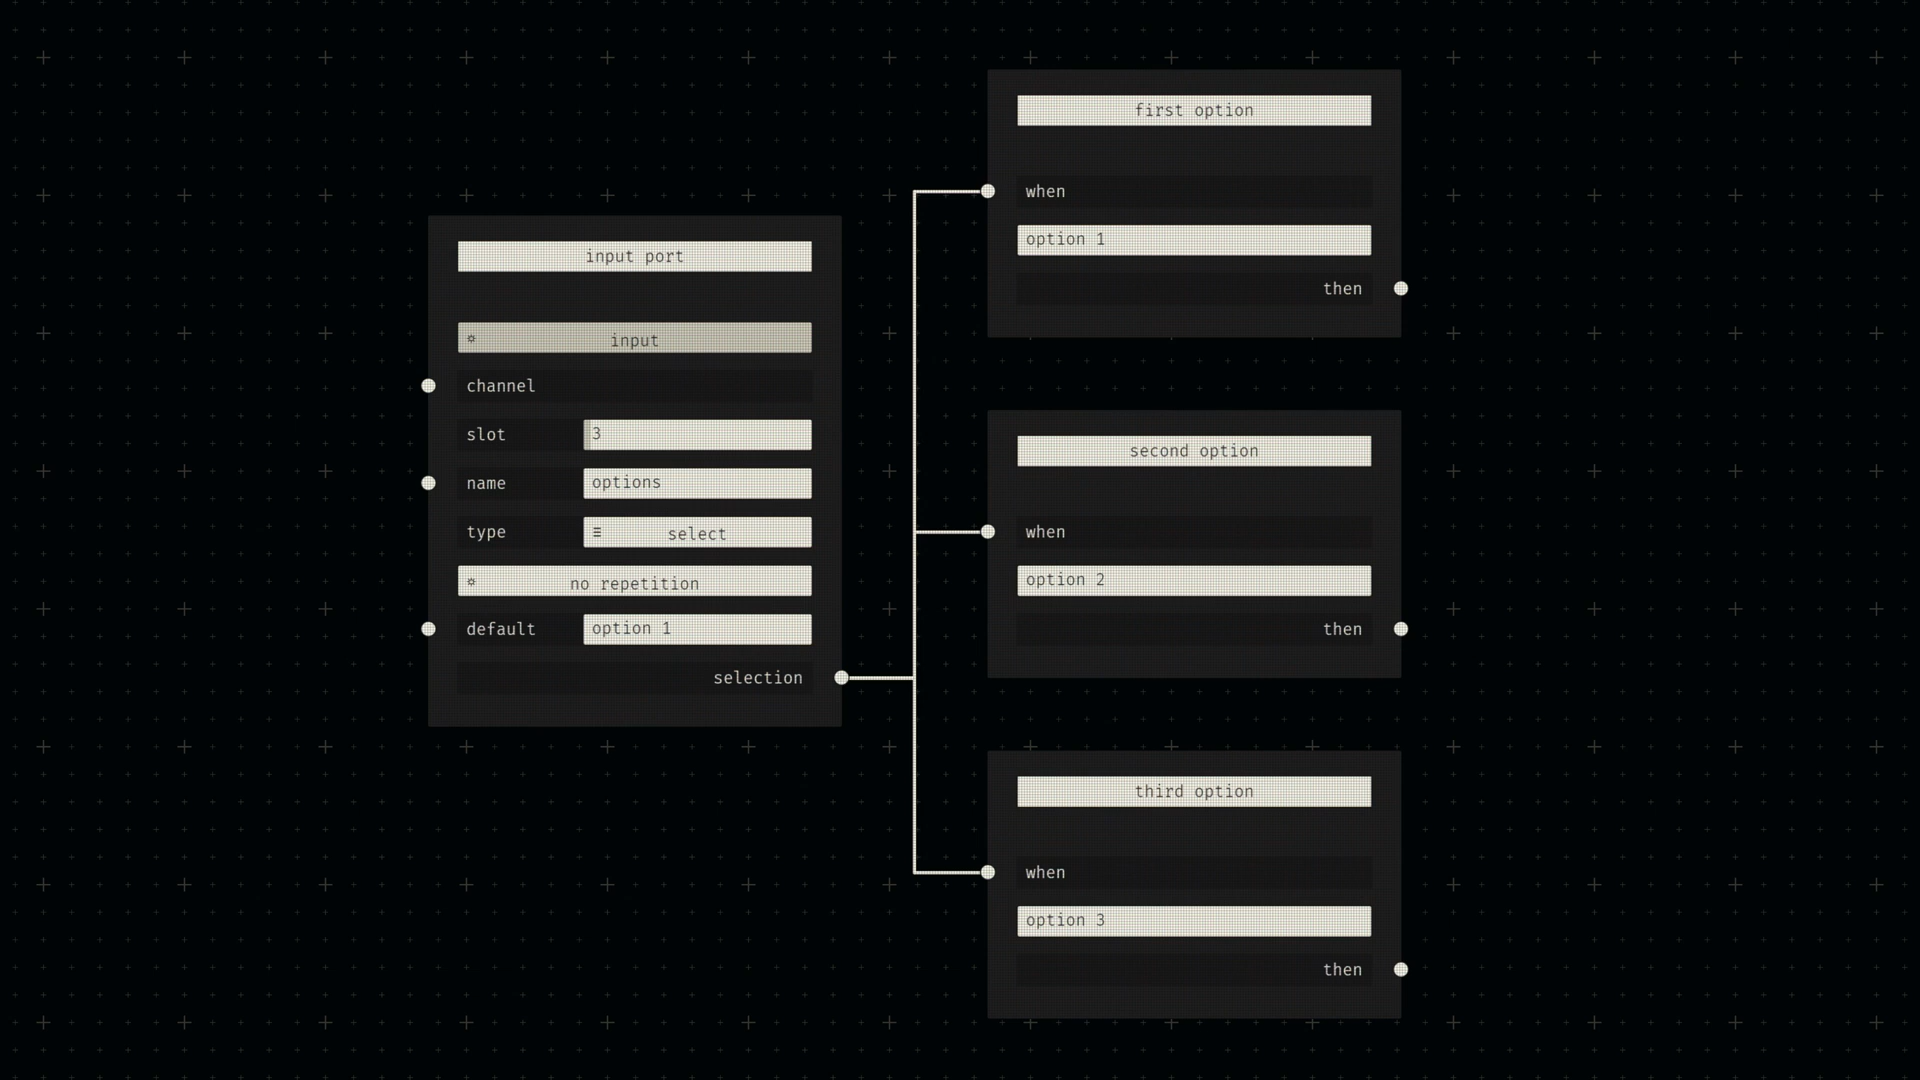 input port
input
channel
slot 3
name options
type select
no repetition
default option 1
selection
first option
when
option 1
then
second option
when
option 2
then
third option
when
option 3
then